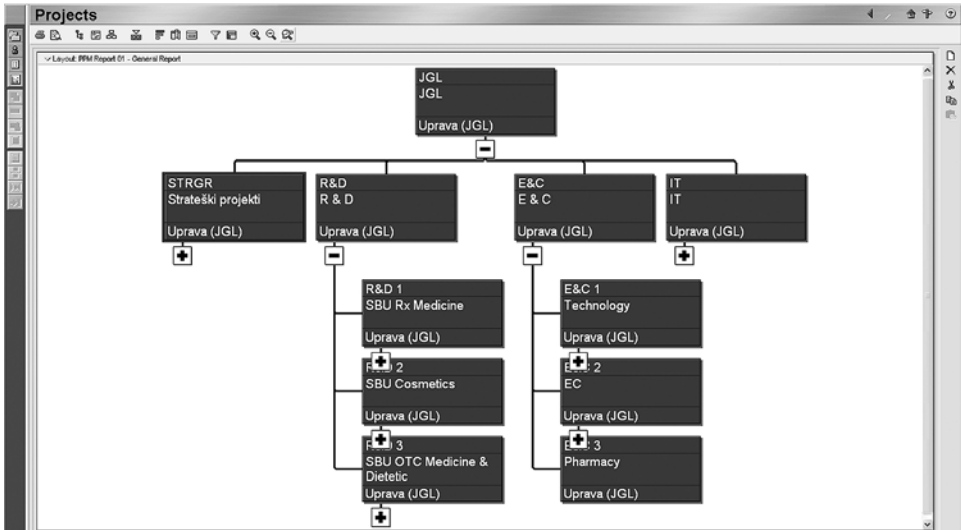 Projects
Layout: PPM Report 01 - General Report
JGL
JGL
Uprava (JGL)
STRGR
Strateški projekti
Uprava (JGL)
R&D
R & D
Uprava (JGL)
E&C
E & C
Uprava (JGL)
IT
IT
Uprava (JGL)
R&D 1
SBU Rx Medicine
Uprava (JGL)
R&D 2
SBU Cosmetics
Uprava (JGL)
R&D 3
SBU OTC Medicine &
Dietetic
Uprava (JGL)
E&C 1
Technology
Uprava (JGL)
E&C 2
EC
Uprava (JGL)
E&C 3
Pharmacy
Uprava (JGL)